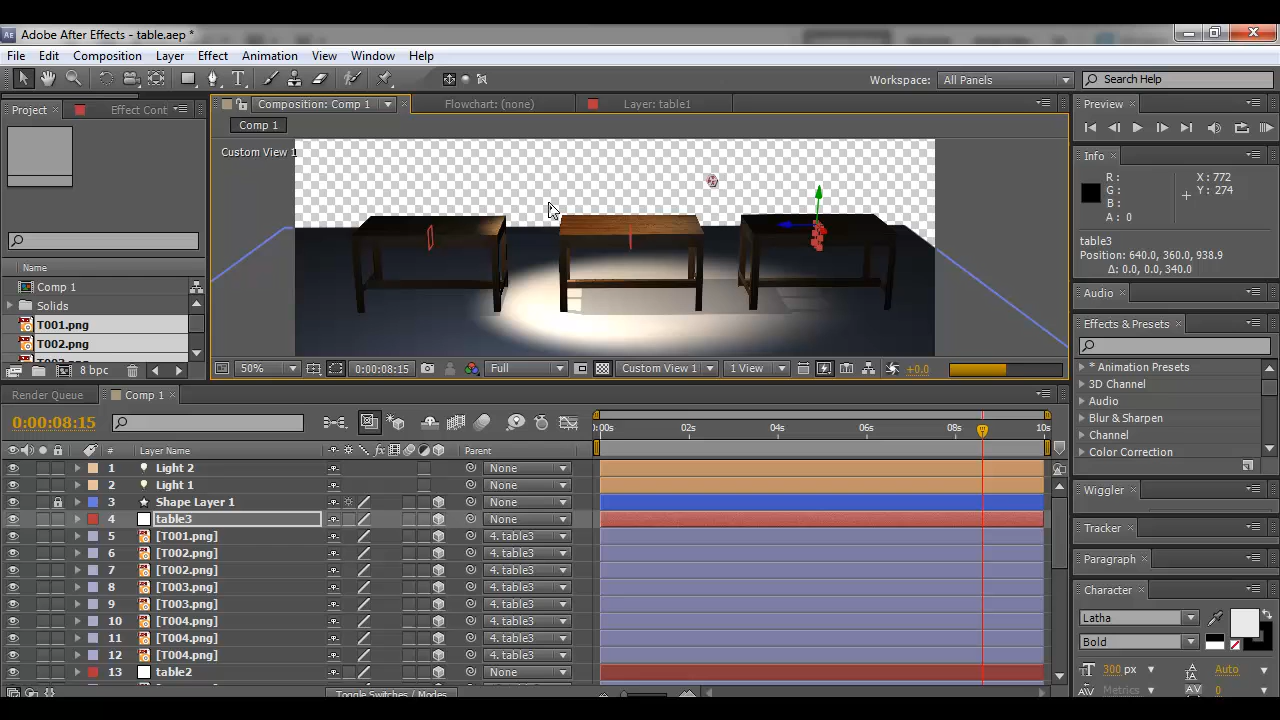 Adobe After Effects - table.aep *
File Edit Composition Layer Effect Animation View Window Help
Workspace: All Panels Search Help
Project Effect Cont
Composition: Comp 1 Flowchart: (none) Layer: table1
Comp 1
Custom View 1
Name
Comp 1
Solids
T001.png
T002.png
8 bpc
50% 0:00:08:15 Full Custom View 1 1 View +0.0
Preview
Info
R: X: 772
G: Y: 274
B:
A: 0
table3
Position: 640.0, 360.0, 938.9
Δ: 0.0, 0.0, 340.0
Audio
Effects & Presets
* Animation Presets
3D Channel
Audio
Blur & Sharpen
Channel
Color Correction
Wiggler
Tracker
Paragraph
Character
Latha
Bold
300 px Auto
Metrics 0
Render Queue Comp 1
0:00:08:15
):00s 02s 04s 06s 08s 10s
# Layer Name Parent
1 Light 2 None
2 Light 1 None
3 Shape Layer 1 None
4 table3 None
5 [T001.png] 4. table3
6 [T002.png] 4. table3
7 [T002.png] 4. table3
8 [T003.png] 4. table3
9 [T003.png] 4. table3
10 [T004.png] 4. table3
11 [T004.png] 4. table3
12 [T004.png] 4. table3
13 table2 None
Toggle Switches / Modes